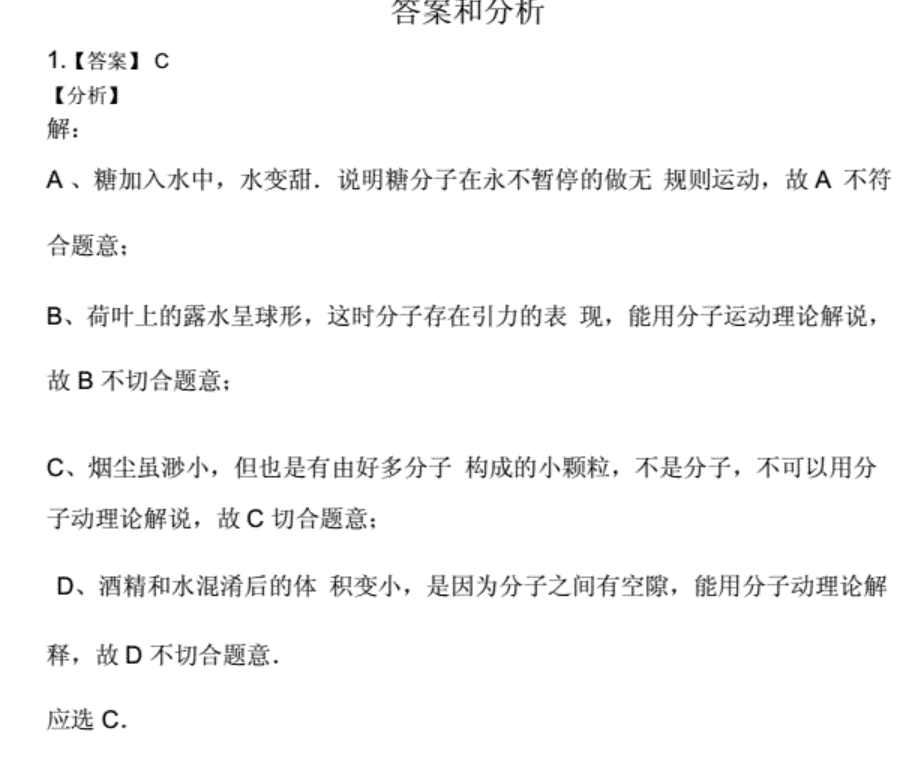 答案和分析
1.【答案】 C
【分析】
解：
A 、糖加入水中，水变甜．说明糖分子在永不暂停的做无 规则运动，故 A 不符
合题意；
B、荷叶上的露水呈球形，这时分子存在引力的表 现，能用分子运动理论解说，
故 B 不切合题意；
C、烟尘虽渺小，但也是有由好多分子 构成的小颗粒，不是分子，不可以用分
子动理论解说，故 C 切合题意；
D、酒精和水混淆后的体 积变小，是因为分子之间有空隙，能用分子动理论解
释，故 D 不切合题意．
应选 C．